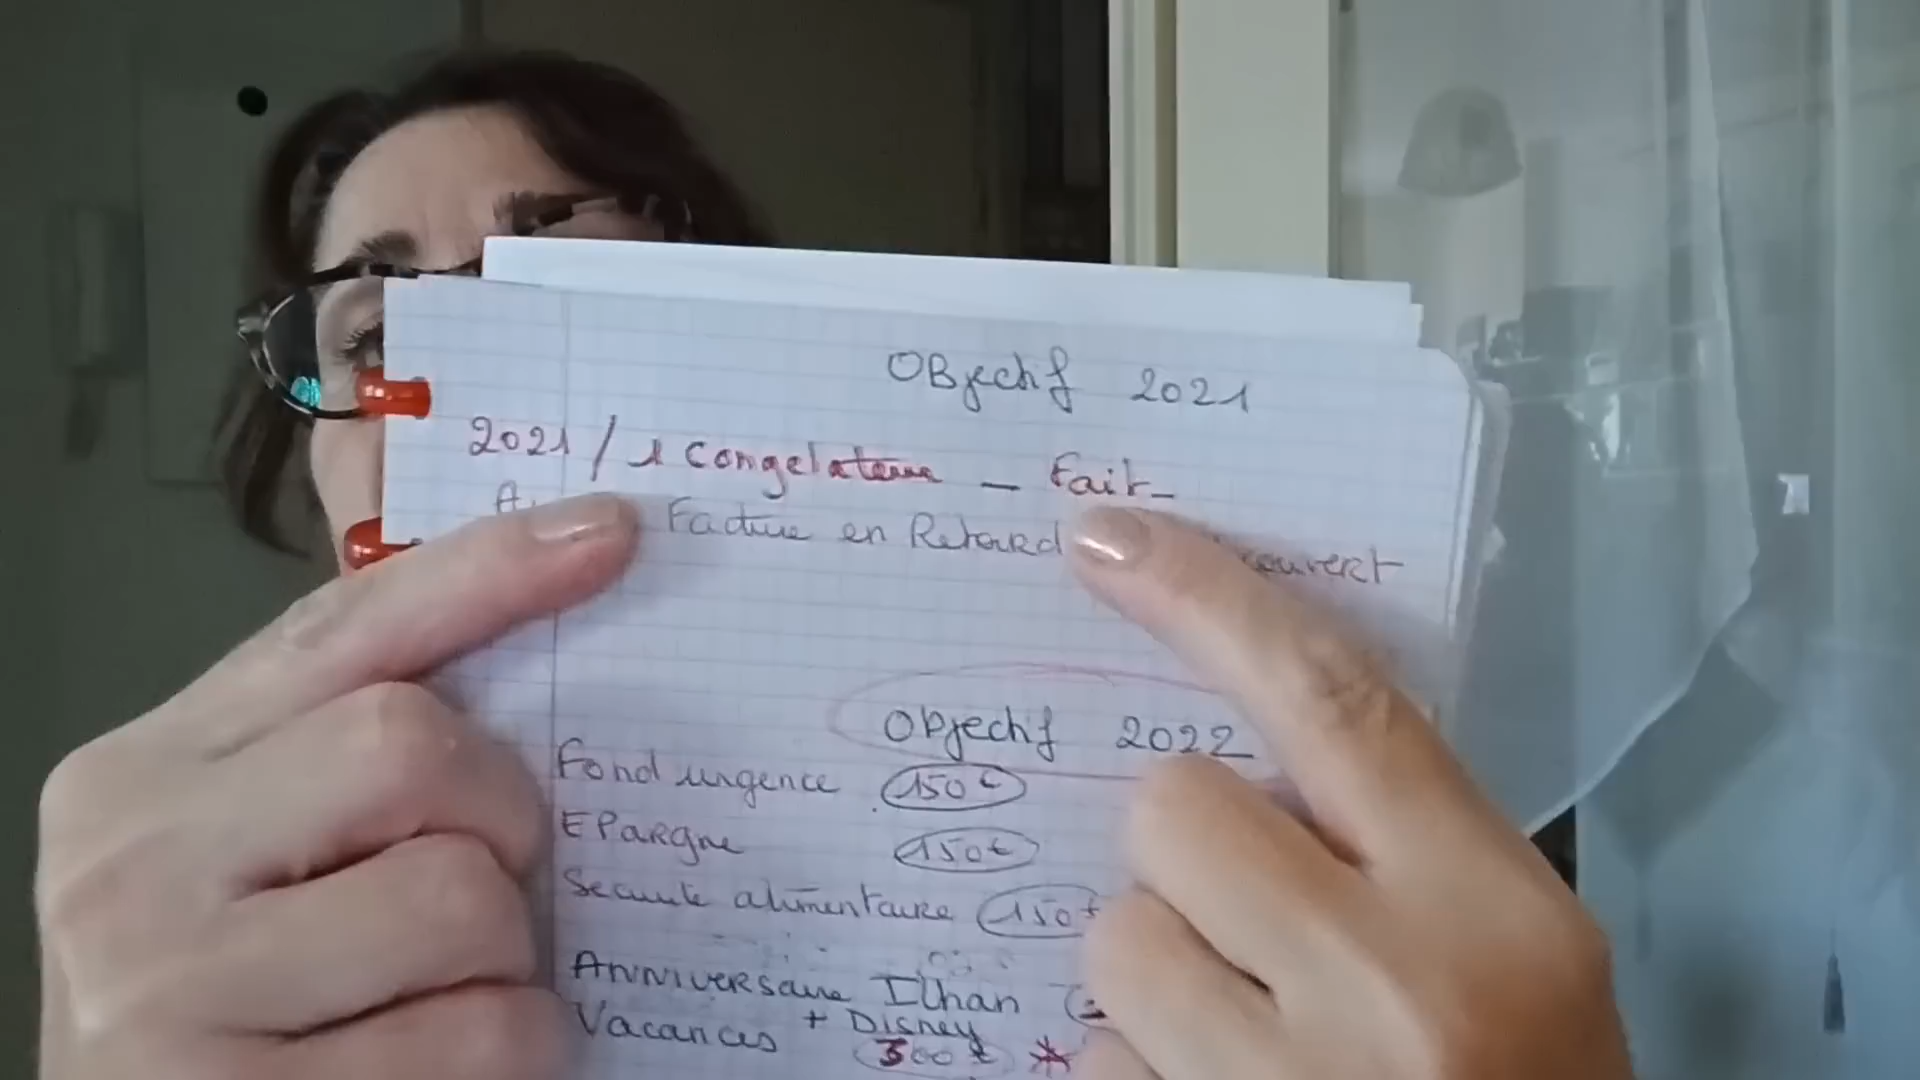 OBjectif 2021
2021 / 1 congelateur - Fait-
Facture en Retard
Objectif 2022
Fond urgence 150€
EPargne 150€
Securite alimentaire 150€
Anniversaire Ilhan
Vacances + Disney
300€ *